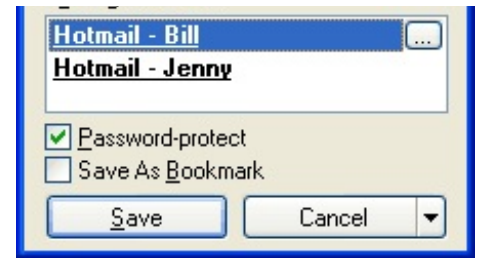 Hotmail - Bill
...
Hotmail - Jenny
Password-protect
Save As Bookmark
Save Cancel